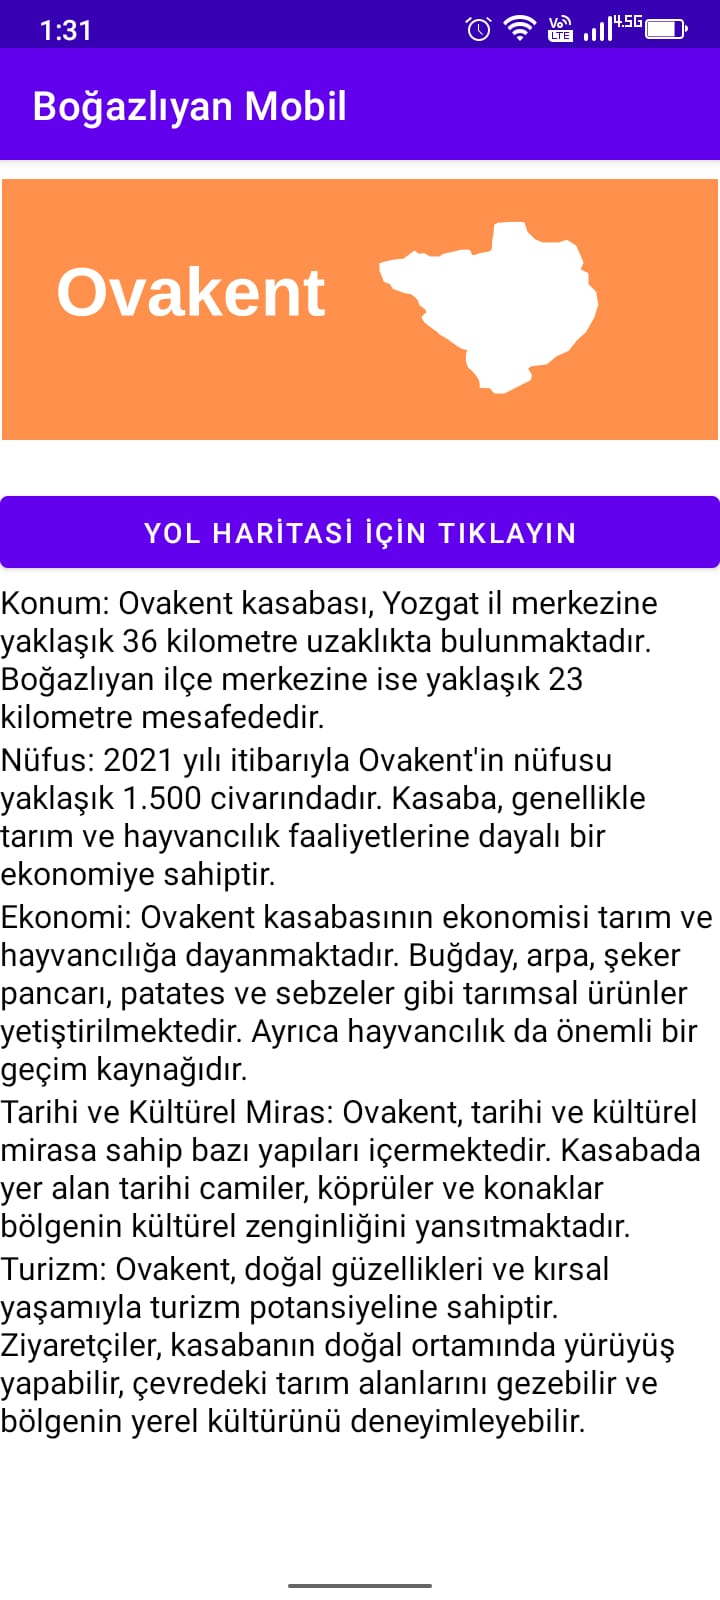 1:31
Vo LTE 4.5G
Boğazlıyan Mobil
Ovakent
YOL HARİTASİ İÇİN TIKLAYIN
Konum: Ovakent kasabası, Yozgat il merkezine
yaklaşık 36 kilometre uzaklıkta bulunmaktadır.
Boğazlıyan ilçe merkezine ise yaklaşık 23
kilometre mesafededir.
Nüfus: 2021 yılı itibarıyla Ovakent'in nüfusu
yaklaşık 1.500 civarındadır. Kasaba, genellikle
tarım ve hayvancılık faaliyetlerine dayalı bir
ekonomiye sahiptir.
Ekonomi: Ovakent kasabasının ekonomisi tarım ve
hayvancılığa dayanmaktadır. Buğday, arpa, şeker
pancarı, patates ve sebzeler gibi tarımsal ürünler
yetiştirilmektedir. Ayrıca hayvancılık da önemli bir
geçim kaynağıdır.
Tarihi ve Kültürel Miras: Ovakent, tarihi ve kültürel
mirasa sahip bazı yapıları içermektedir. Kasabada
yer alan tarihi camiler, köprüler ve konaklar
bölgenin kültürel zenginliğini yansıtmaktadır.
Turizm: Ovakent, doğal güzellikleri ve kırsal
yaşamıyla turizm potansiyeline sahiptir.
Ziyaretçiler, kasabanın doğal ortamında yürüyüş
yapabilir, çevredeki tarım alanlarını gezebilir ve
bölgenin yerel kültürünü deneyimleyebilir.